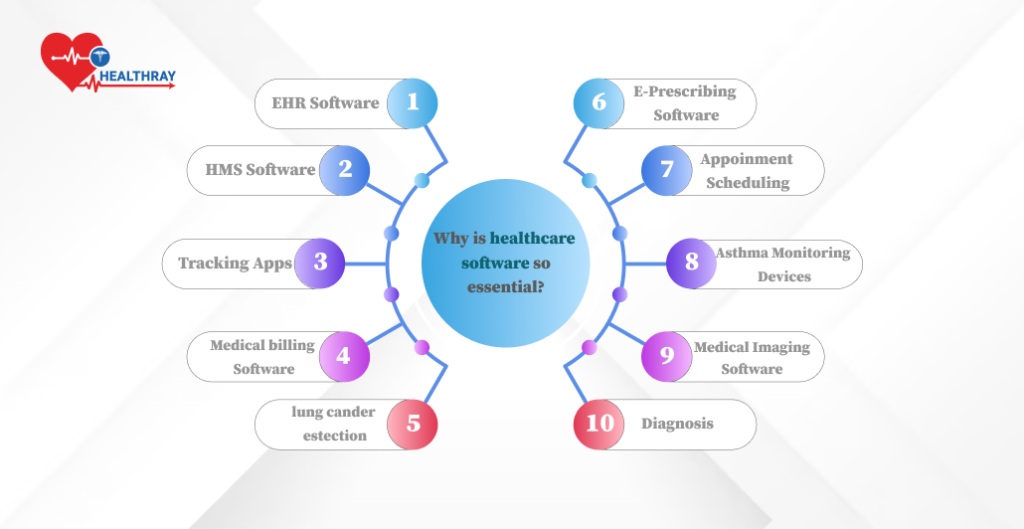 HEALTHRAY
EHR Software
1
HMS Software
2
Tracking Apps
3
Medical billing
Software
4
lung cander
estection
5
Why is healthcare
software so
essential?
6
E-Prescribing
Software
7
Appoinment
Scheduling
8
Asthma Monitoring
Devices
9
Medical Imaging
Software
10
Diagnosis